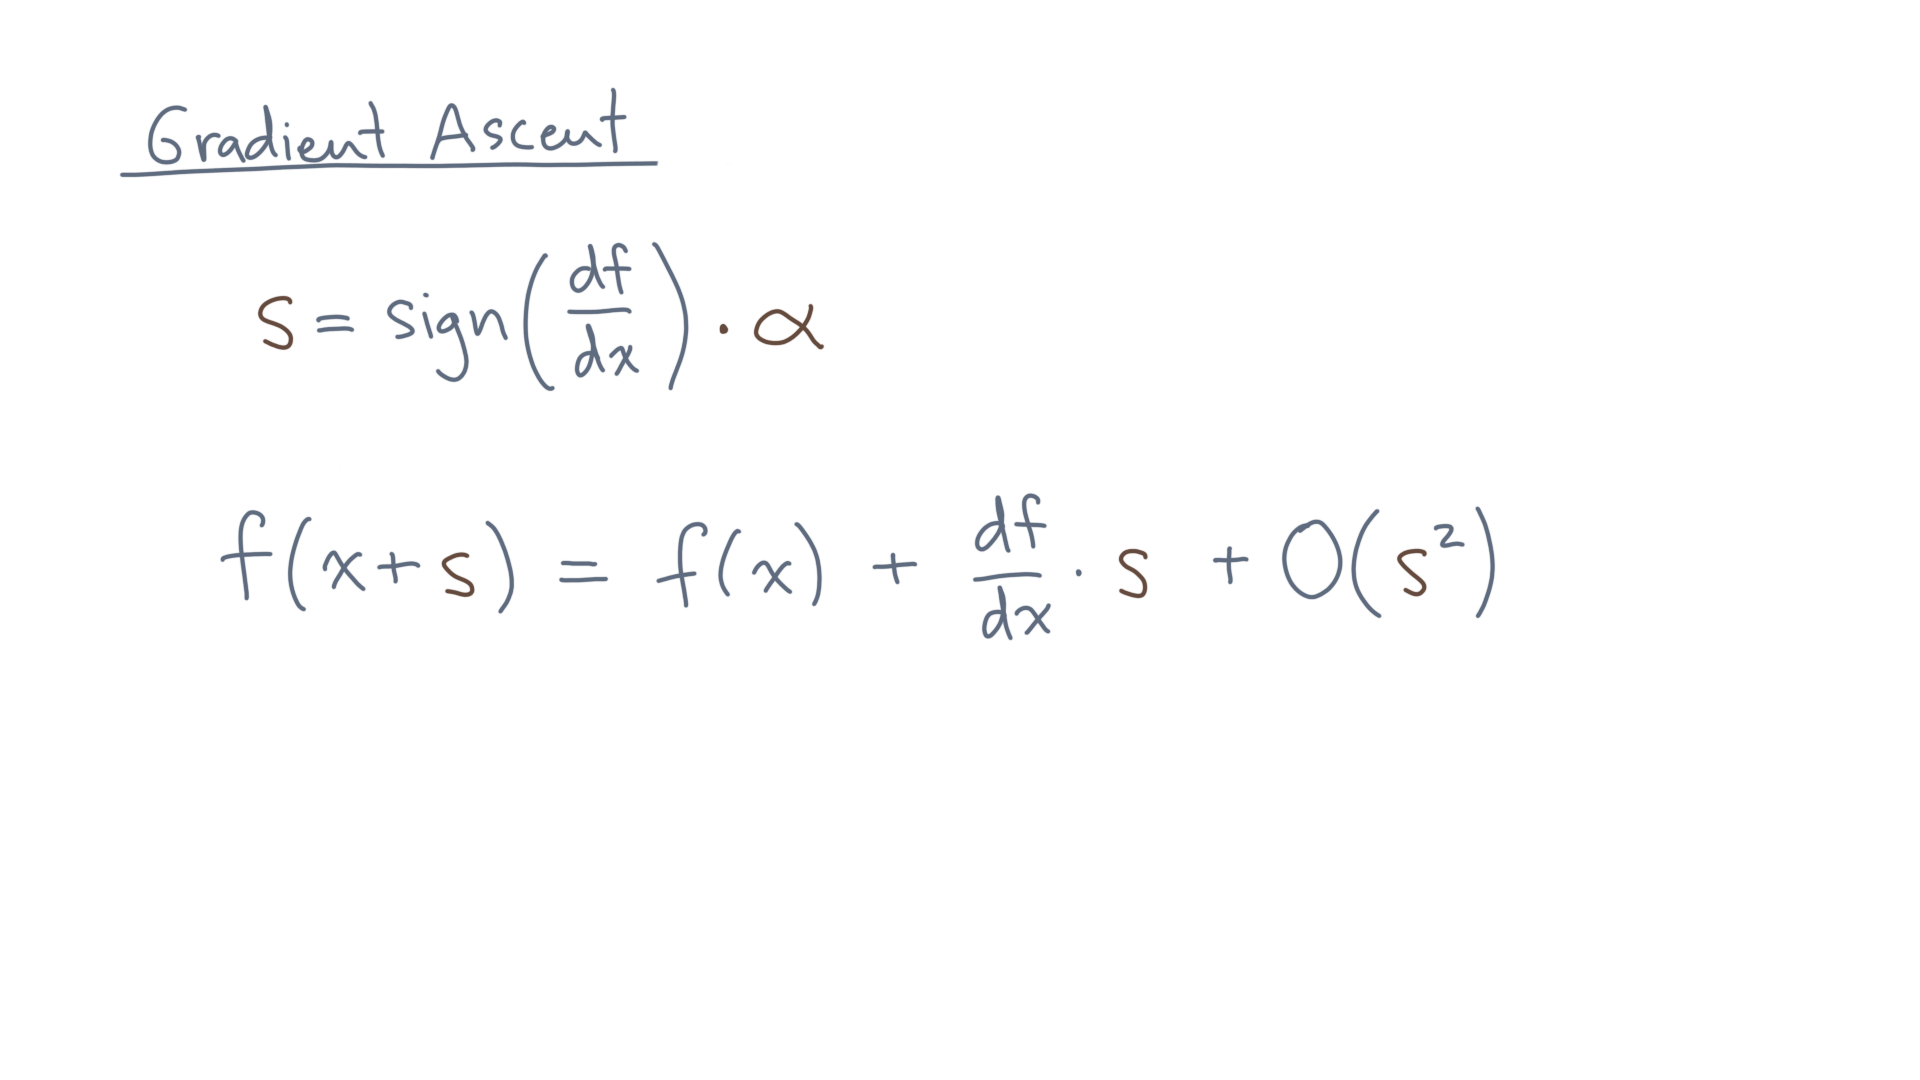 Gradient Ascent
s = sign(df/dx) · α
f(x+s) = f(x) + df/dx · s + O(s²)